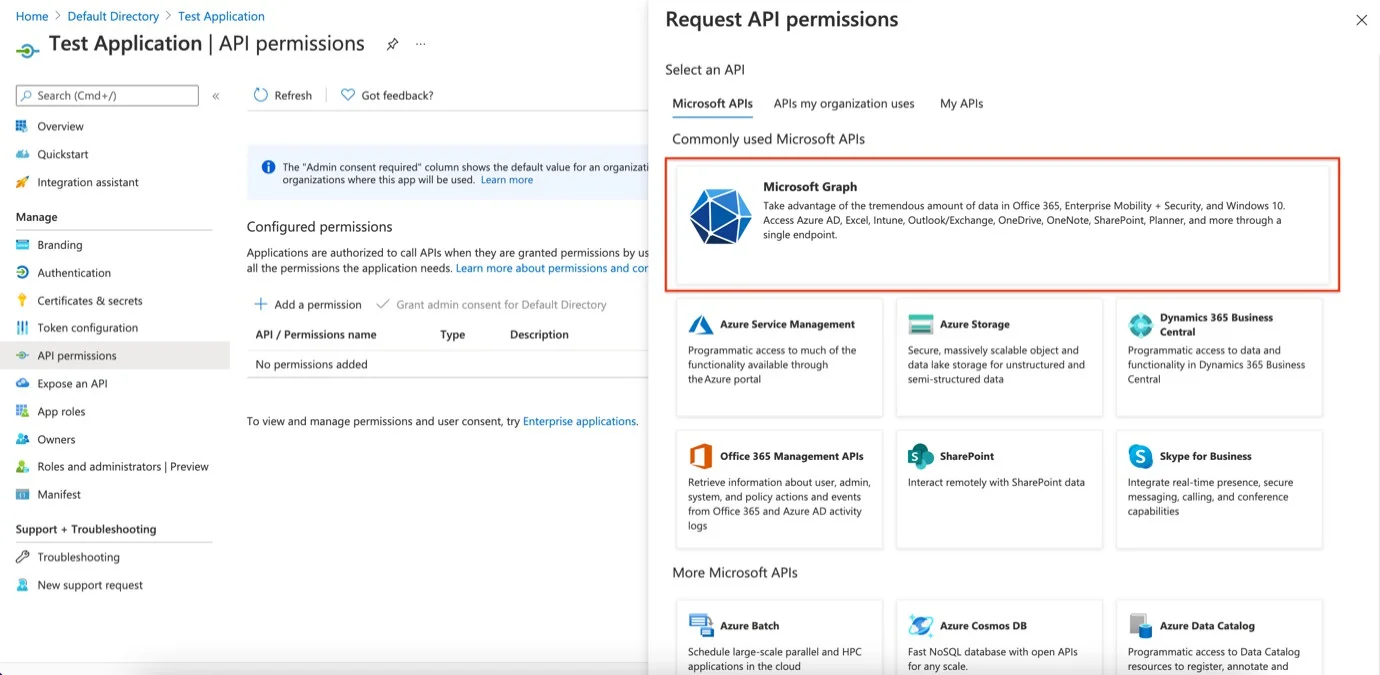 Home > Default Directory > Test Application
Test Application | API permissions ...
Search (Cmd+/) «
Overview
Quickstart
Integration assistant
Manage
Branding
Authentication
Certificates & secrets
Token configuration
API permissions
Expose an API
App roles
Owners
Roles and administrators | Preview
Manifest
Support + Troubleshooting
Troubleshooting
New support request
Refresh | Got feedback?
The "Admin consent required" column shows the default value for an organizati
organizations where this app will be used. Learn more
Configured permissions
Applications are authorized to call APIs when they are granted permissions by us
all the permissions the application needs. Learn more about permissions and con
+ Add a permission ✓ Grant admin consent for Default Directory
API / Permissions name Type Description
No permissions added
To view and manage permissions and user consent, try Enterprise applications.
Request API permissions
Select an API
Microsoft APIs APIs my organization uses My APIs
Commonly used Microsoft APIs
Microsoft Graph
Take advantage of the tremendous amount of data in Office 365, Enterprise Mobility + Security, and Windows 10.
Access Azure AD, Excel, Intune, Outlook/Exchange, OneDrive, OneNote, SharePoint, Planner, and more through a
single endpoint.
Azure Service Management
Programmatic access to much of the
functionality available through
the Azure portal
Azure Storage
Secure, massively scalable object and
data lake storage for unstructured and
semi-structured data
Dynamics 365 Business
Central
Programmatic access to data and
functionality in Dynamics 365 Business
Central
Office 365 Management APIs
Retrieve information about user, admin,
system, and policy actions and events
from Office 365 and Azure AD activity
logs
SharePoint
Interact remotely with SharePoint data
Skype for Business
Integrate real-time presence, secure
messaging, calling, and conference
capabilities
More Microsoft APIs
Azure Batch
Schedule large-scale parallel and HPC
applications in the cloud
Azure Cosmos DB
Fast NoSQL database with open APIs
for any scale.
Azure Data Catalog
Programmatic access to Data Catalog
resources to register, annotate and